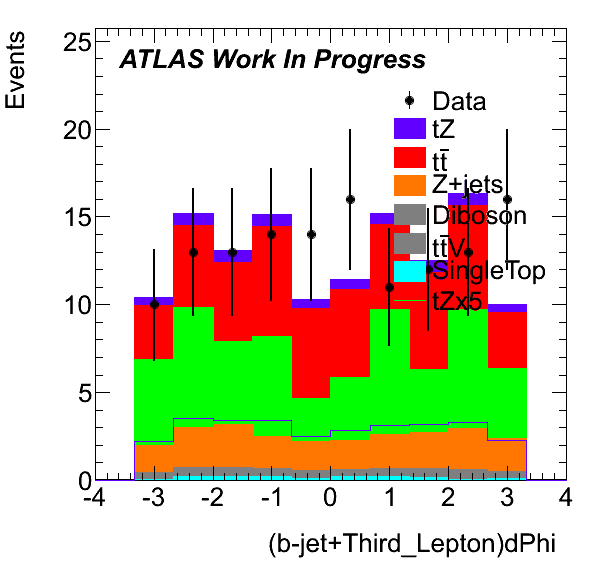 Events
25
20
15
10
5
0
ATLAS Work In Progress
Data
tZ
tt̄
Z+jets
Diboson
tt̄V
SingleTop
tZx5
-4 -3 -2 -1 0 1 2 3 4
(b-jet+Third_Lepton)dPhi